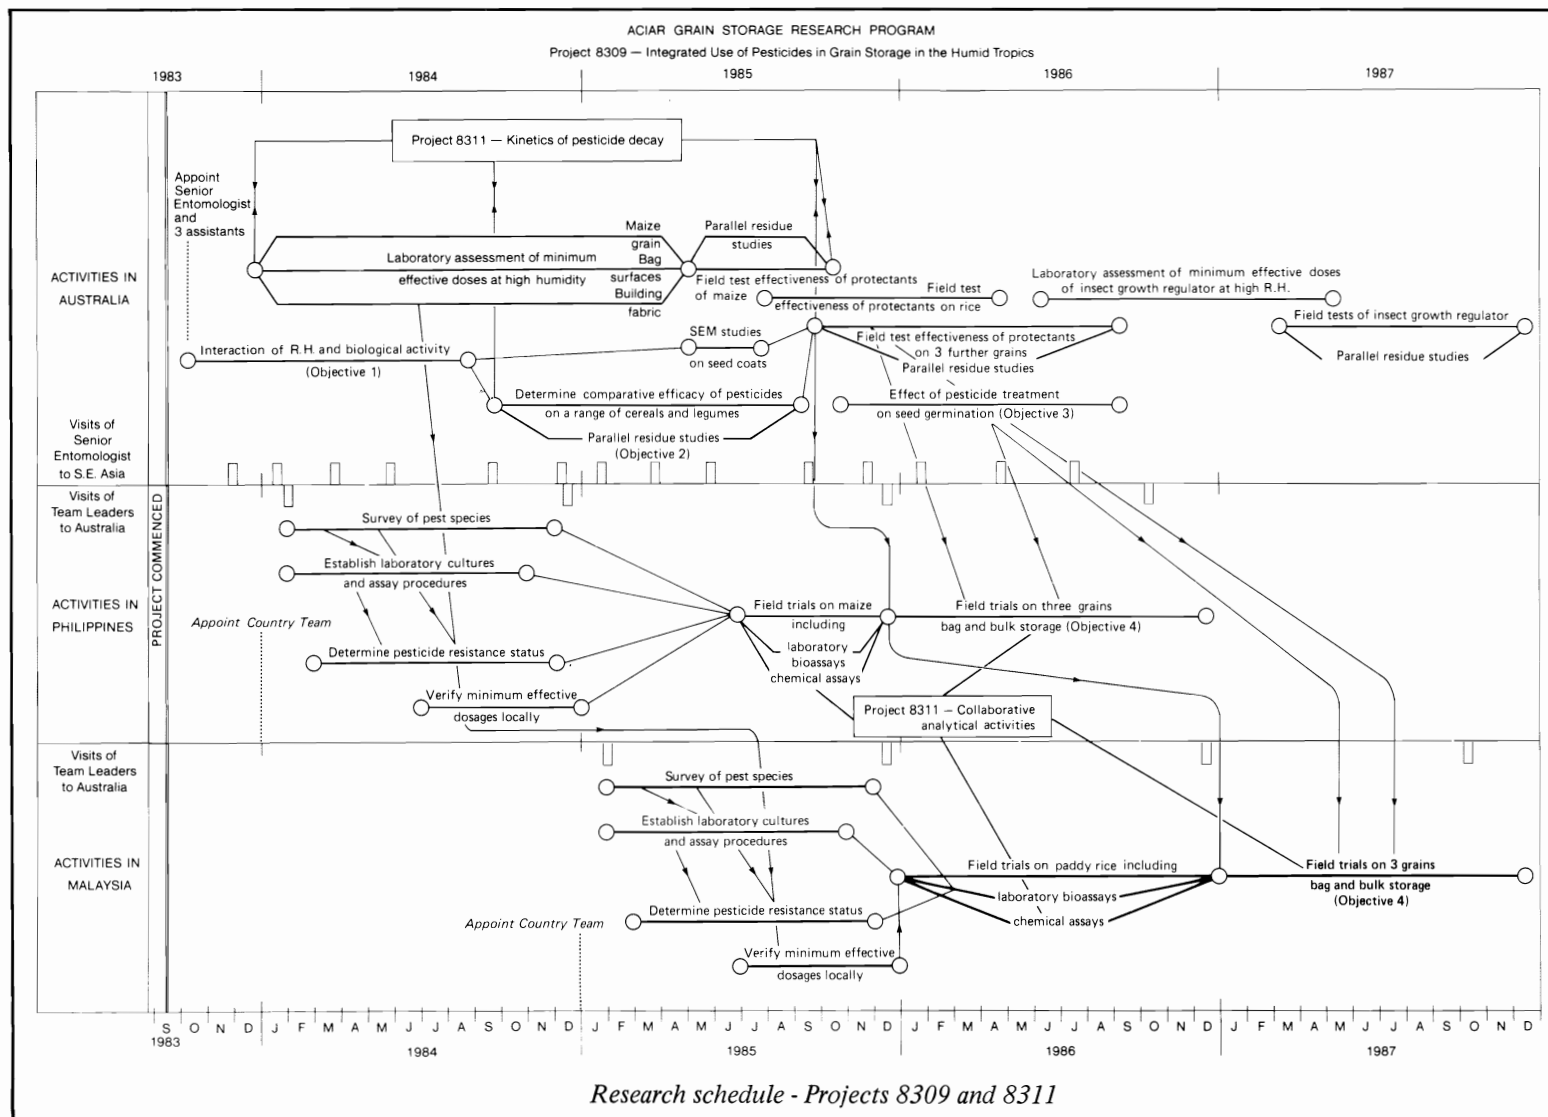 ACIAR GRAIN STORAGE RESEARCH PROGRAM
Project 8309 — Integrated Use of Pesticides in Grain Storage in the Humid Tropics
1983
1984
1985
1986
1987
Project 8311 — Kinetics of pesticide decay
Appoint
Senior
Entomologist
and
3 assistants
ACTIVITIES IN
AUSTRALIA
Laboratory assessment of minimum
effective doses at high humidity
Maize
grain
Bag
surfaces
Building
fabric
Parallel residue
studies
Field test effectiveness of protectants
of maize
Field test
effectiveness of protectants on rice
Laboratory assessment of minimum effective doses
of insect growth regulator at high R.H.
Field tests of insect growth regulator
Parallel residue studies
Interaction of R.H. and biological activity
(Objective 1)
SEM studies
on seed coats
Field test effectiveness of protectants
on 3 further grains
Parallel residue studies
Determine comparative efficacy of pesticides
on a range of cereals and legumes
Parallel residue studies
(Objective 2)
Effect of pesticide treatment
on seed germination (Objective 3)
Visits of
Senior
Entomologist
to S.E. Asia
PROJECT COMMENCED
Visits of
Team Leaders
to Australia
ACTIVITIES IN
PHILIPPINES
Survey of pest species
Establish laboratory cultures
and assay procedures
Appoint Country Team
Determine pesticide resistance status
Verify minimum effective
dosages locally
Field trials on maize
including
laboratory
bioassays
chemical assays
Field trials on three grains
bag and bulk storage (Objective 4)
Project 8311 — Collaborative
analytical activities
Visits of
Team Leaders
to Australia
ACTIVITIES IN
MALAYSIA
Survey of pest species
Establish laboratory cultures
and assay procedures
Appoint Country Team
Determine pesticide resistance status
Verify minimum effective
dosages locally
Field trials on paddy rice including
laboratory bioassays
chemical assays
Field trials on 3 grains
bag and bulk storage
(Objective 4)
S O N D J F M A M J J A S O N D J F M A M J J A S O N D J F M A M J J A S O N D J F M A M J J A S O N D
1983
1984
1985
1986
1987
Research schedule - Projects 8309 and 8311